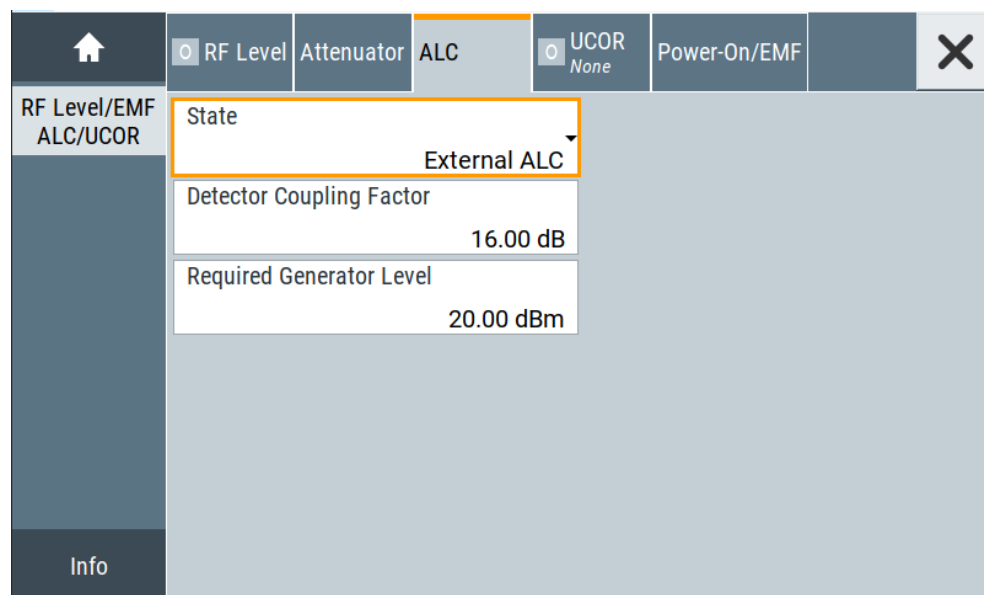 O RF Level
Attenuator
ALC
O UCOR
None
Power-On/EMF
RF Level/EMF
ALC/UCOR
State
External ALC
Detector Coupling Factor
16.00 dB
Required Generator Level
20.00 dBm
Info